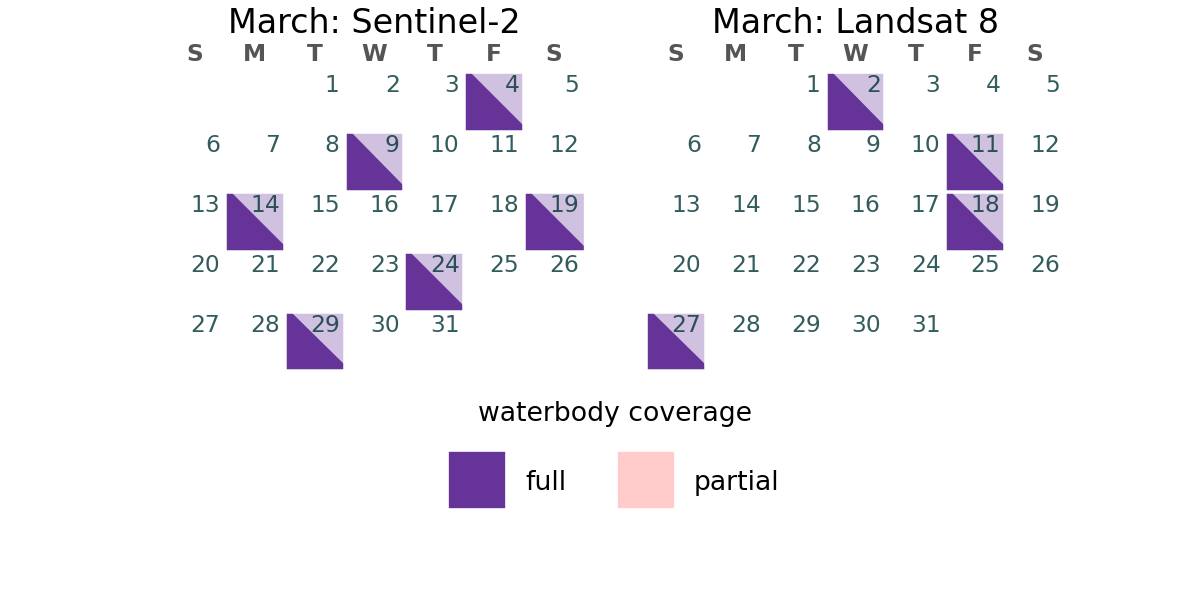 March: Sentinel-2
S M T W T F S
1 2 3 4 5
6 7 8 9 10 11 12
13 14 15 16 17 18 19
20 21 22 23 24 25 26
27 28 29 30 31
March: Landsat 8
S M T W T F S
1 2 3 4 5
6 7 8 9 10 11 12
13 14 15 16 17 18 19
20 21 22 23 24 25 26
27 28 29 30 31
waterbody coverage
full partial